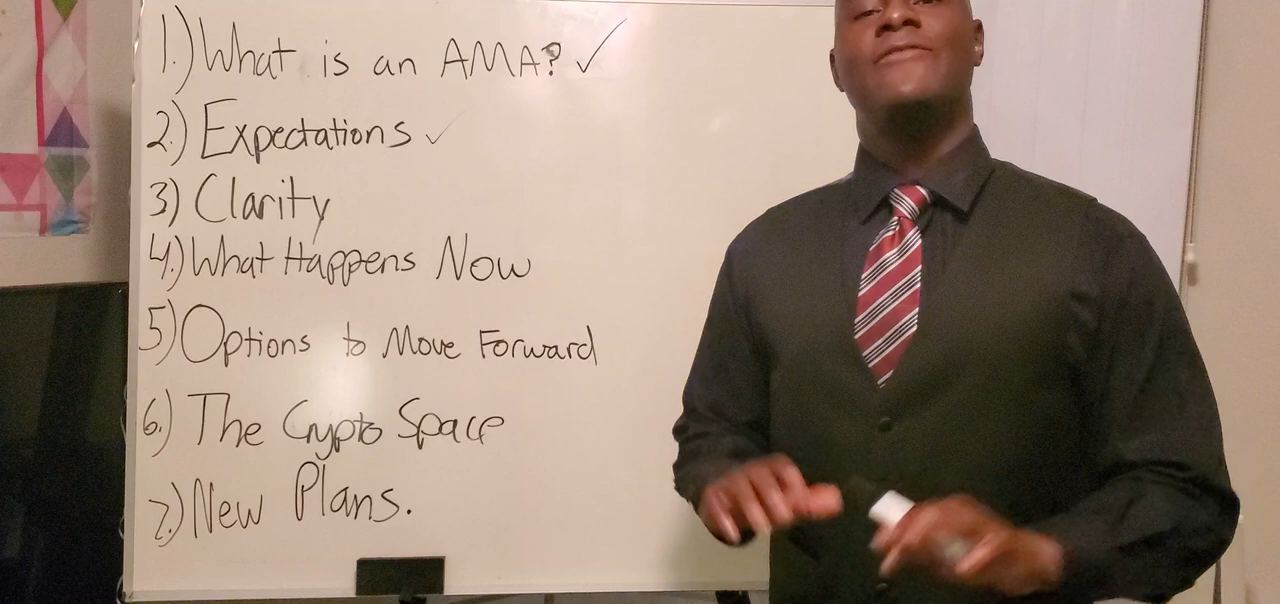 1.) What is an AMA? ✓
2.) Expectations ✓
3) Clarity
4.) What Happens Now
5) Options to Move Forward
6.) The Crypto Space
7.) New Plans.